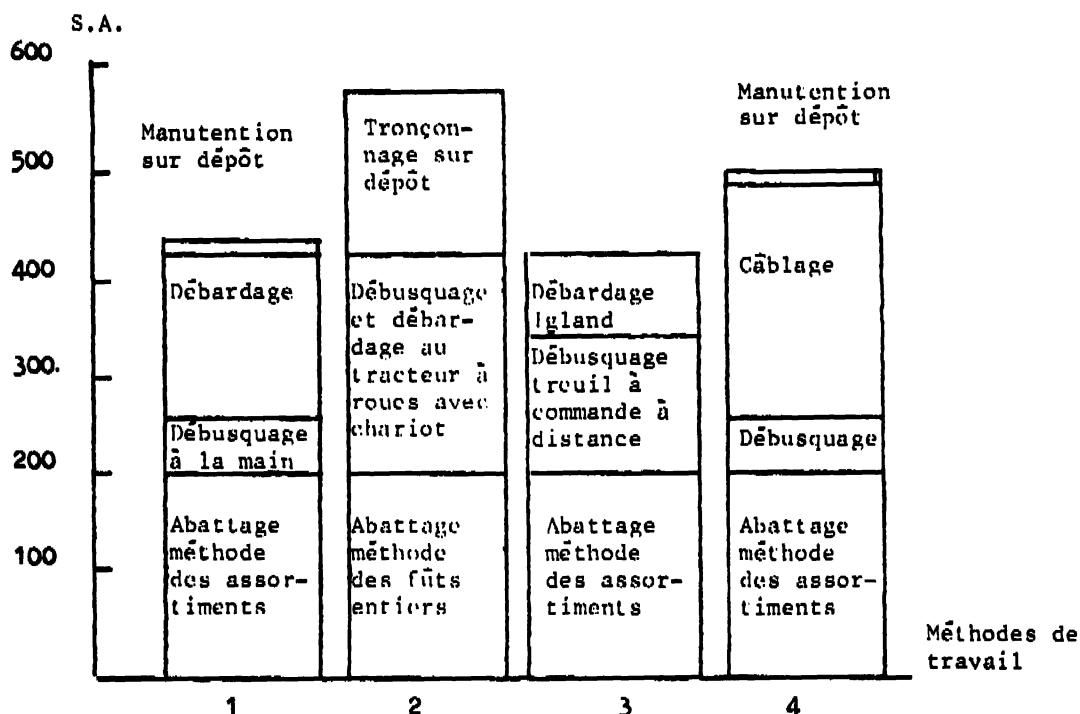 S.A.
600
500
400
300.
200
100
Manutention
sur dépôt
Débardage
Débusquage
à la main
Abattage
méthode
des assor-
timents
Tronçon-
nage sur
dépôt
Débusquage
et débar-
dage au
tracteur à
roues avec
chariot
Abattage
méthode
des fûts
entiers
Débardage
Igland
Débusquage
treuil à
commande à
distance
Abattage
méthode
des assor-
timents
Manutention
sur dépôt
Câblage
Débusquage
Abattage
méthode
des assor-
timents
Méthodes de
travail
1
2
3
4